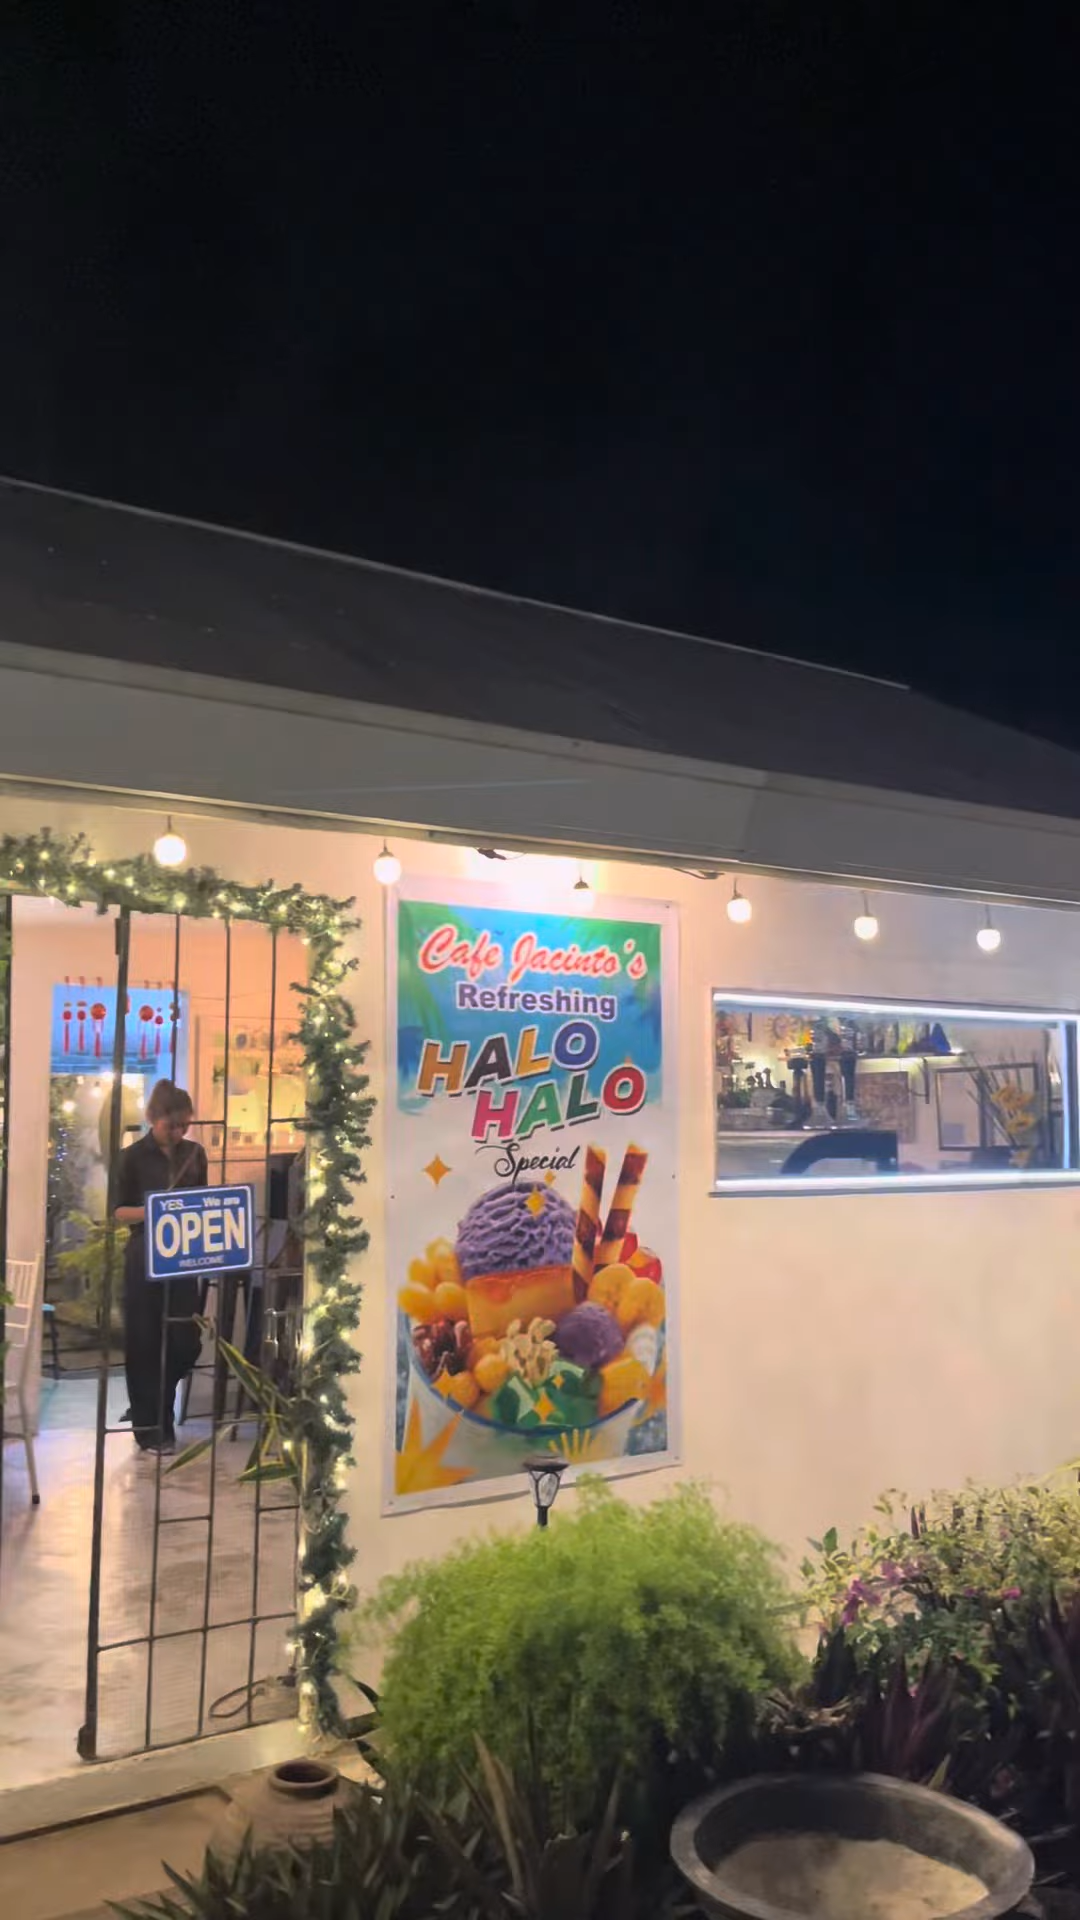 Cafe Jacinto's
Refreshing
HALO
HALO
Special
YES..... We are
OPEN
WELCOME